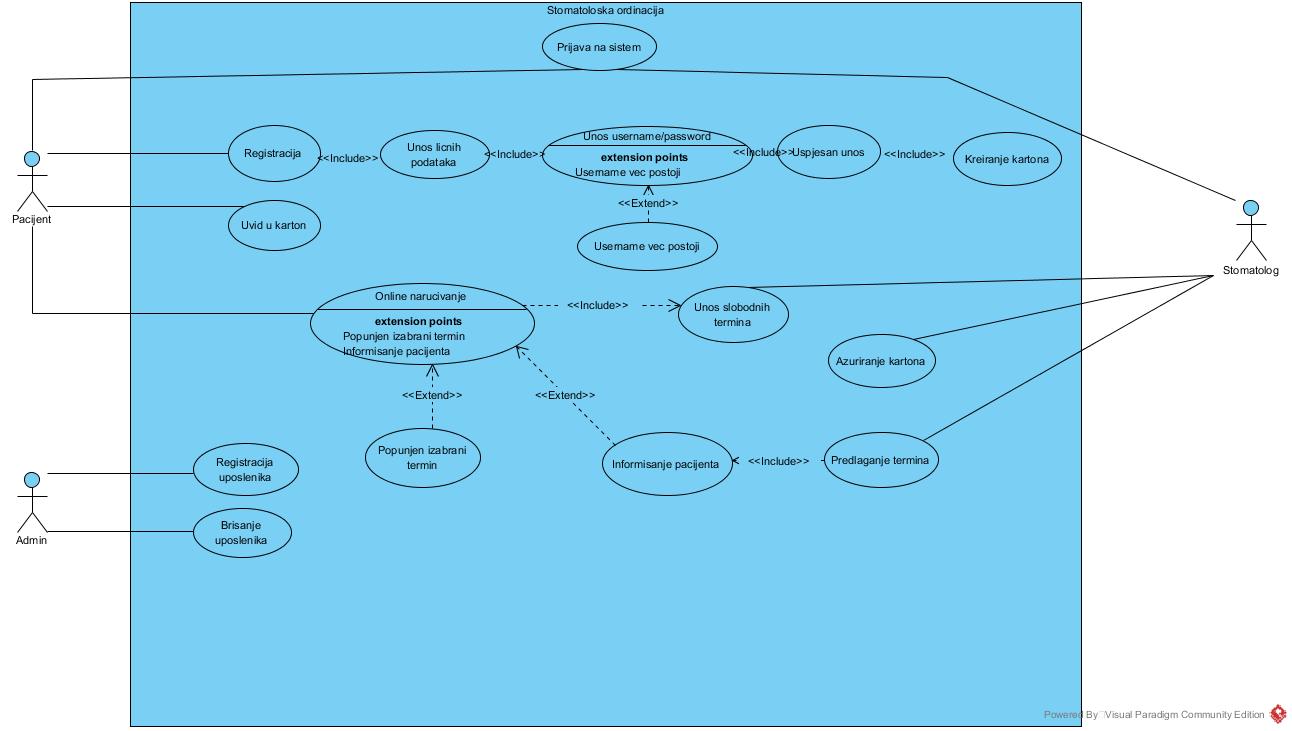 Stomatoloska ordinacija
Prijava na sistem
Registracija
<<Include>>
Unos licnih
podataka
<<Include>>
Unos username/password
extension points
Username vec postoji
<<Include>>
Uspjesan unos
<<Include>>
Kreiranje kartona
Pacijent
Uvid u karton
<<Extend>>
Username vec postoji
Stomatolog
Online narucivanje
extension points
Popunjen izabrani termin
Informisanje pacijenta
<<Include>>
Unos slobodnih
termina
Azuriranje kartona
<<Extend>>
<<Extend>>
Popunjen izabrani
termin
Informisanje pacijenta
<<Include>>
Predlaganje termina
Registracija
uposlenika
Admin
Brisanje
uposlenika
Powered By Visual Paradigm Community Edition